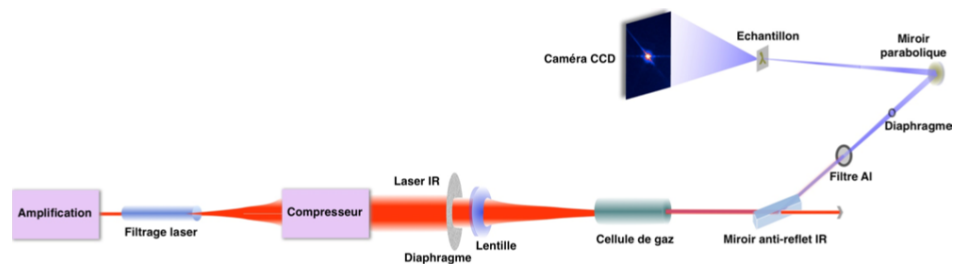 Amplification
Filtrage laser
Compresseur
Laser IR
Diaphragme
Lentille
Cellule de gaz
Miroir anti-reflet IR
Filtre Al
Diaphragme
Miroir
parabolique
Echantillon
Caméra CCD